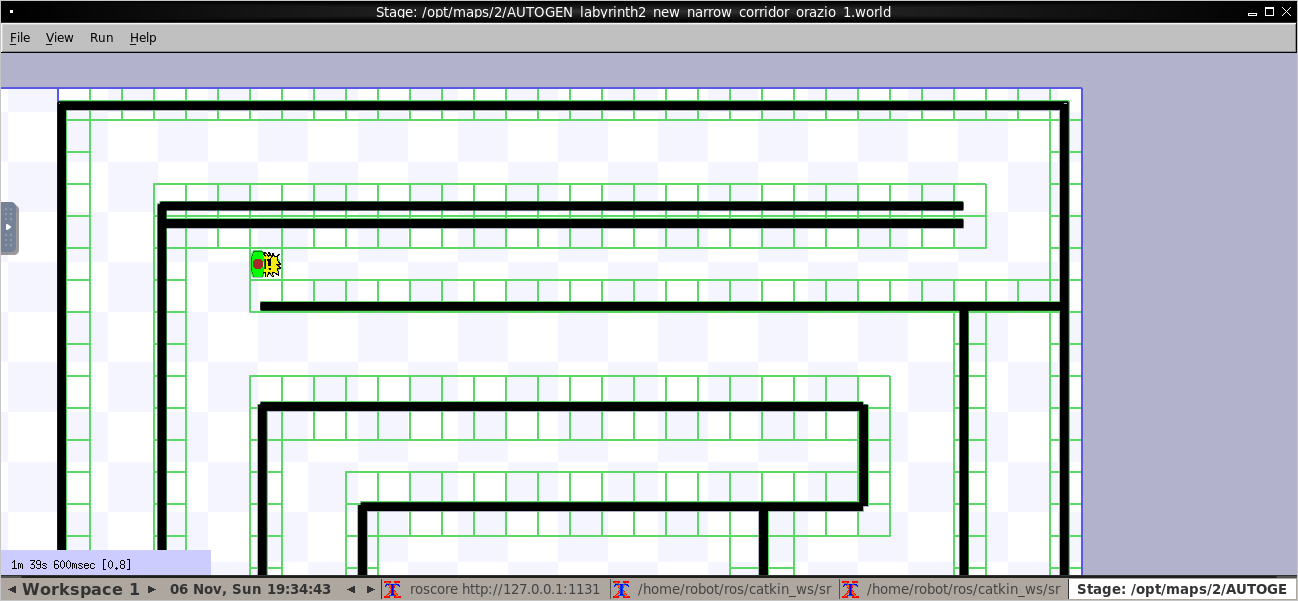 Stage: /opt/maps/2/AUTOGEN_labyrinth2_new_narrow_corridor_orazio_1.world
File View Run Help
!!
1m 39s 600msec [0.8]
Workspace 1 06 Nov, Sun 19:34:43 roscore http://127.0.0.1:1131 /home/robot/ros/catkin_ws/sr /home/robot/ros/catkin_ws/sr Stage: /opt/maps/2/AUTOGE